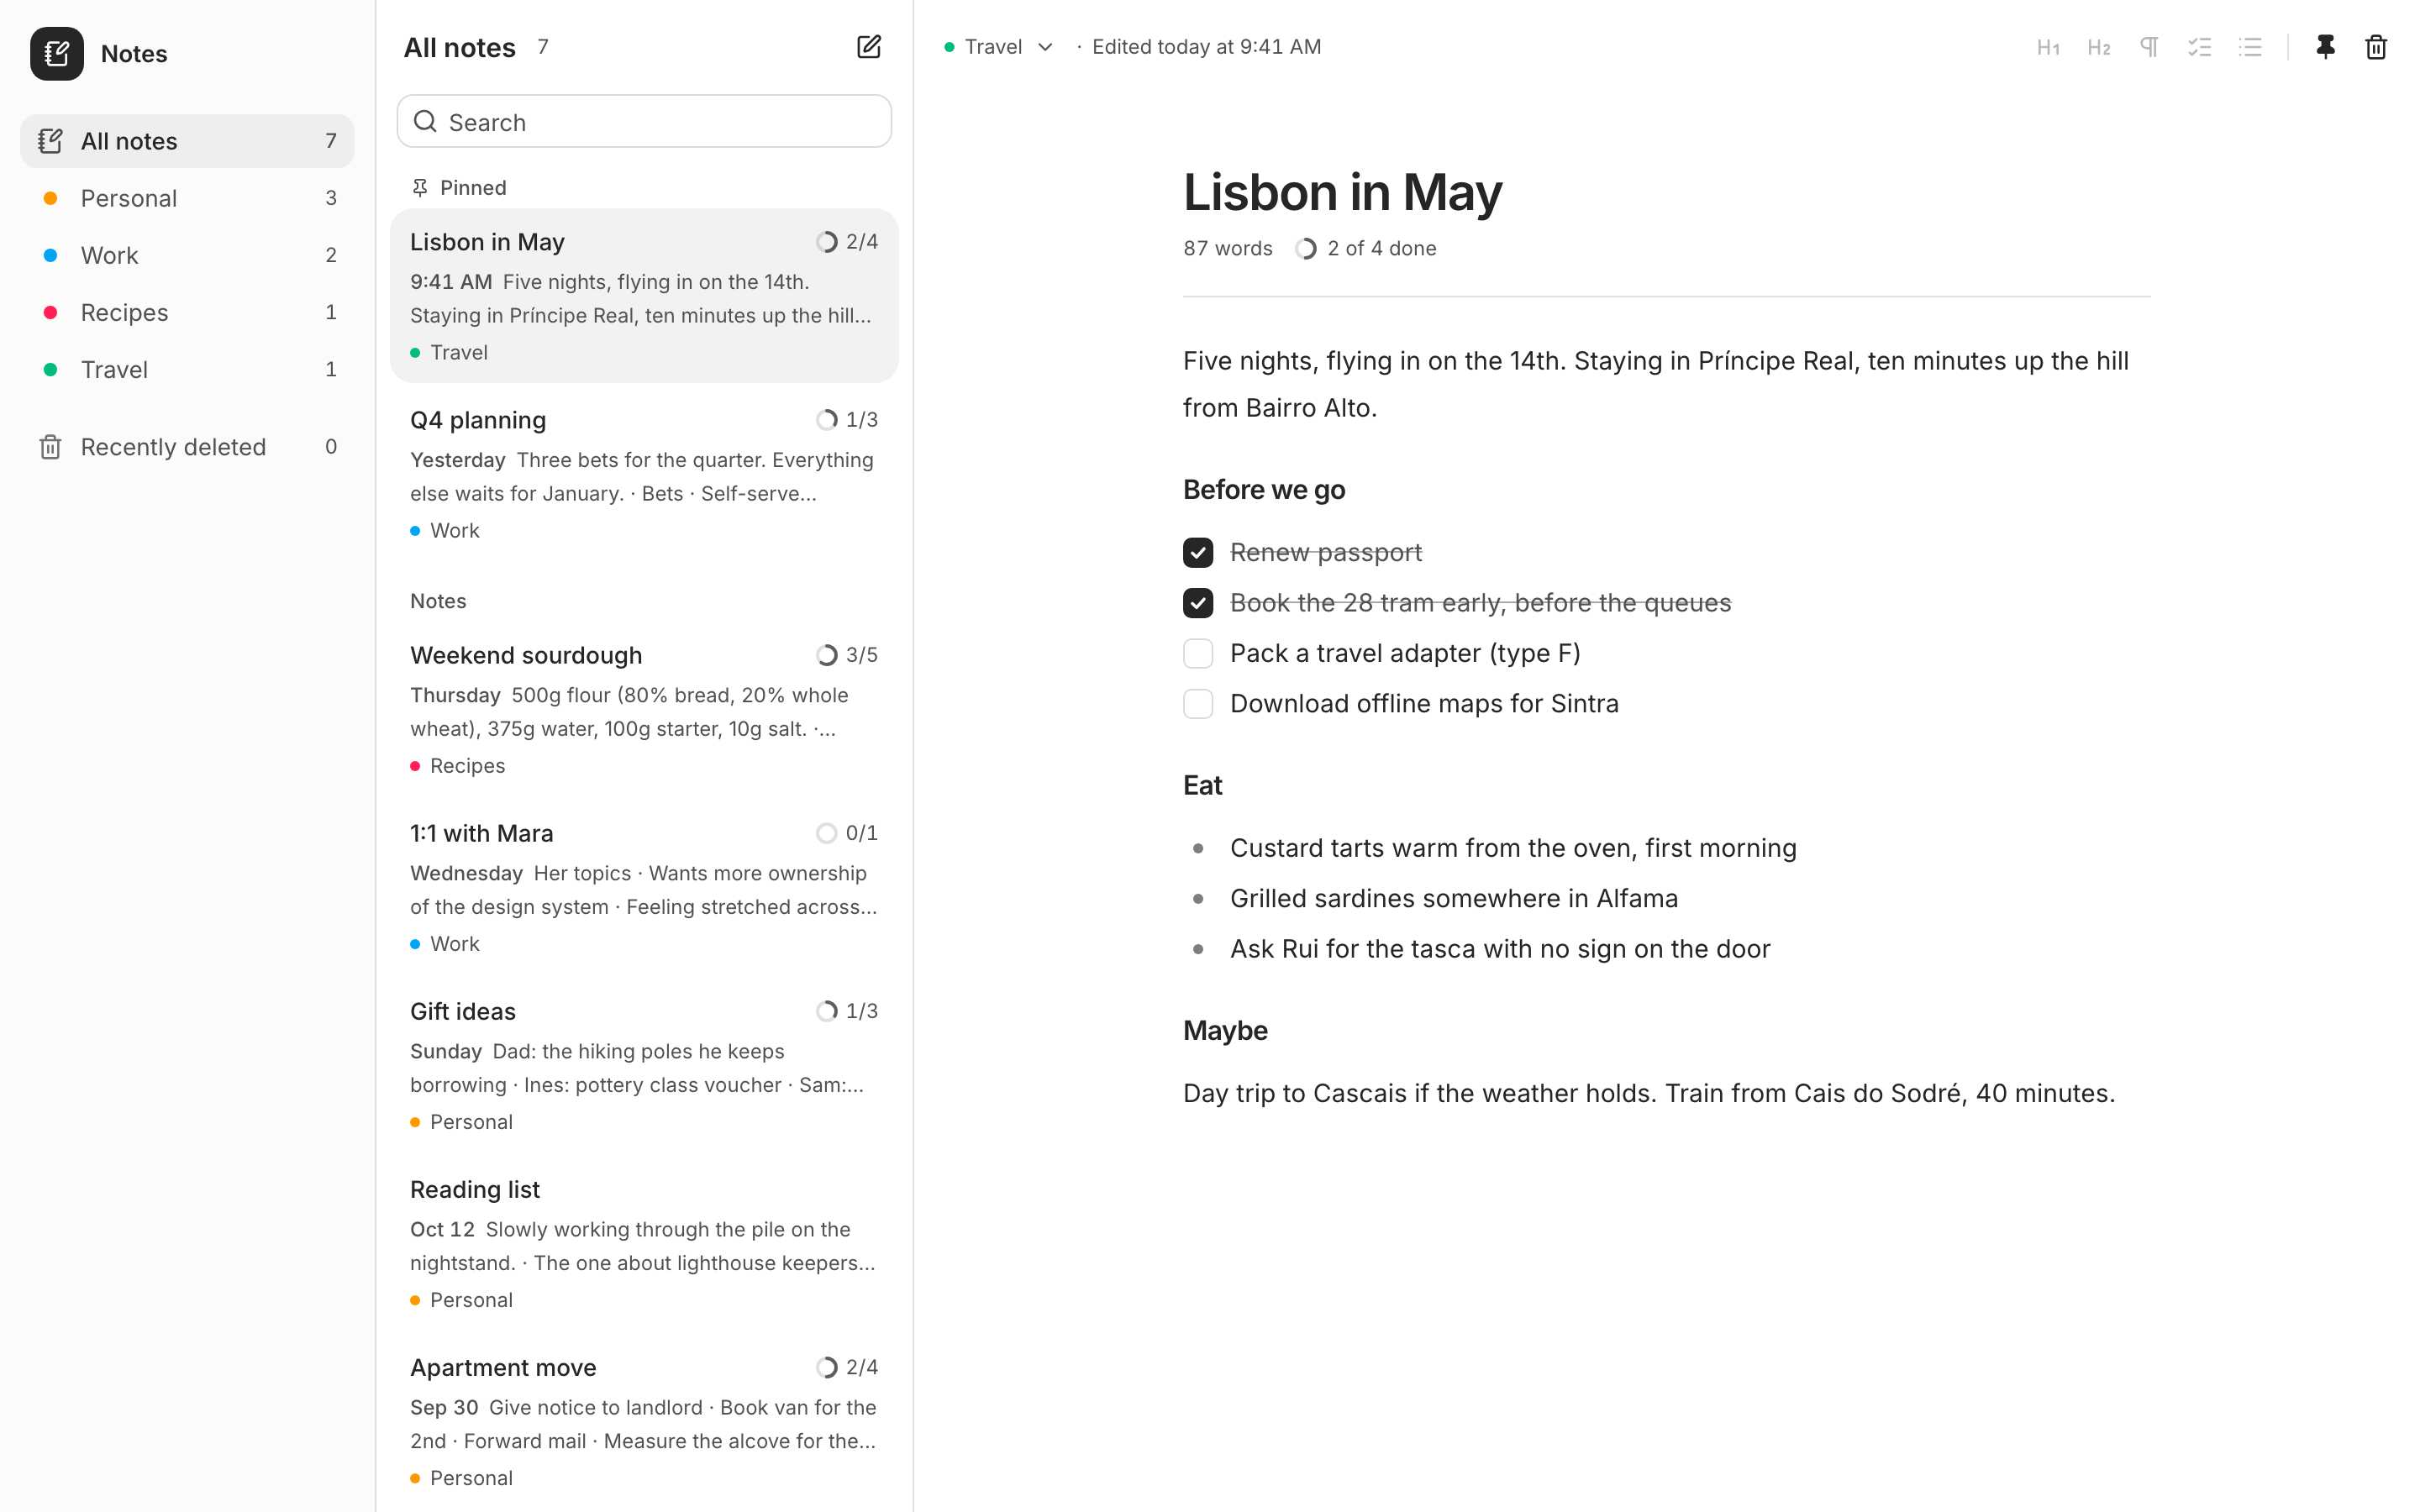 Notes
All notes 7
Personal 3
Work 2
Recipes 1
Travel 1
Recently deleted 0
All notes 7
Search
Pinned
Lisbon in May 2/4
9:41 AM Five nights, flying in on the 14th.
Staying in Príncipe Real, ten minutes up the hill...
Travel
Q4 planning 1/3
Yesterday Three bets for the quarter. Everything
else waits for January. · Bets · Self-serve...
Work
Notes
Weekend sourdough 3/5
Thursday 500g flour (80% bread, 20% whole
wheat), 375g water, 100g starter, 10g salt. ·...
Recipes
1:1 with Mara 0/1
Wednesday Her topics · Wants more ownership
of the design system · Feeling stretched across...
Work
Gift ideas 1/3
Sunday Dad: the hiking poles he keeps
borrowing · Ines: pottery class voucher · Sam:...
Personal
Reading list
Oct 12 Slowly working through the pile on the
nightstand. · The one about lighthouse keepers...
Personal
Apartment move 2/4
Sep 30 Give notice to landlord · Book van for the
2nd · Forward mail · Measure the alcove for the...
Personal
Travel · Edited today at 9:41 AM
H1 H2
Lisbon in May
87 words 2 of 4 done
Five nights, flying in on the 14th. Staying in Príncipe Real, ten minutes up the hill
from Bairro Alto.
Before we go
Renew passport
Book the 28 tram early, before the queues
Pack a travel adapter (type F)
Download offline maps for Sintra
Eat
Custard tarts warm from the oven, first morning
Grilled sardines somewhere in Alfama
Ask Rui for the tasca with no sign on the door
Maybe
Day trip to Cascais if the weather holds. Train from Cais do Sodré, 40 minutes.